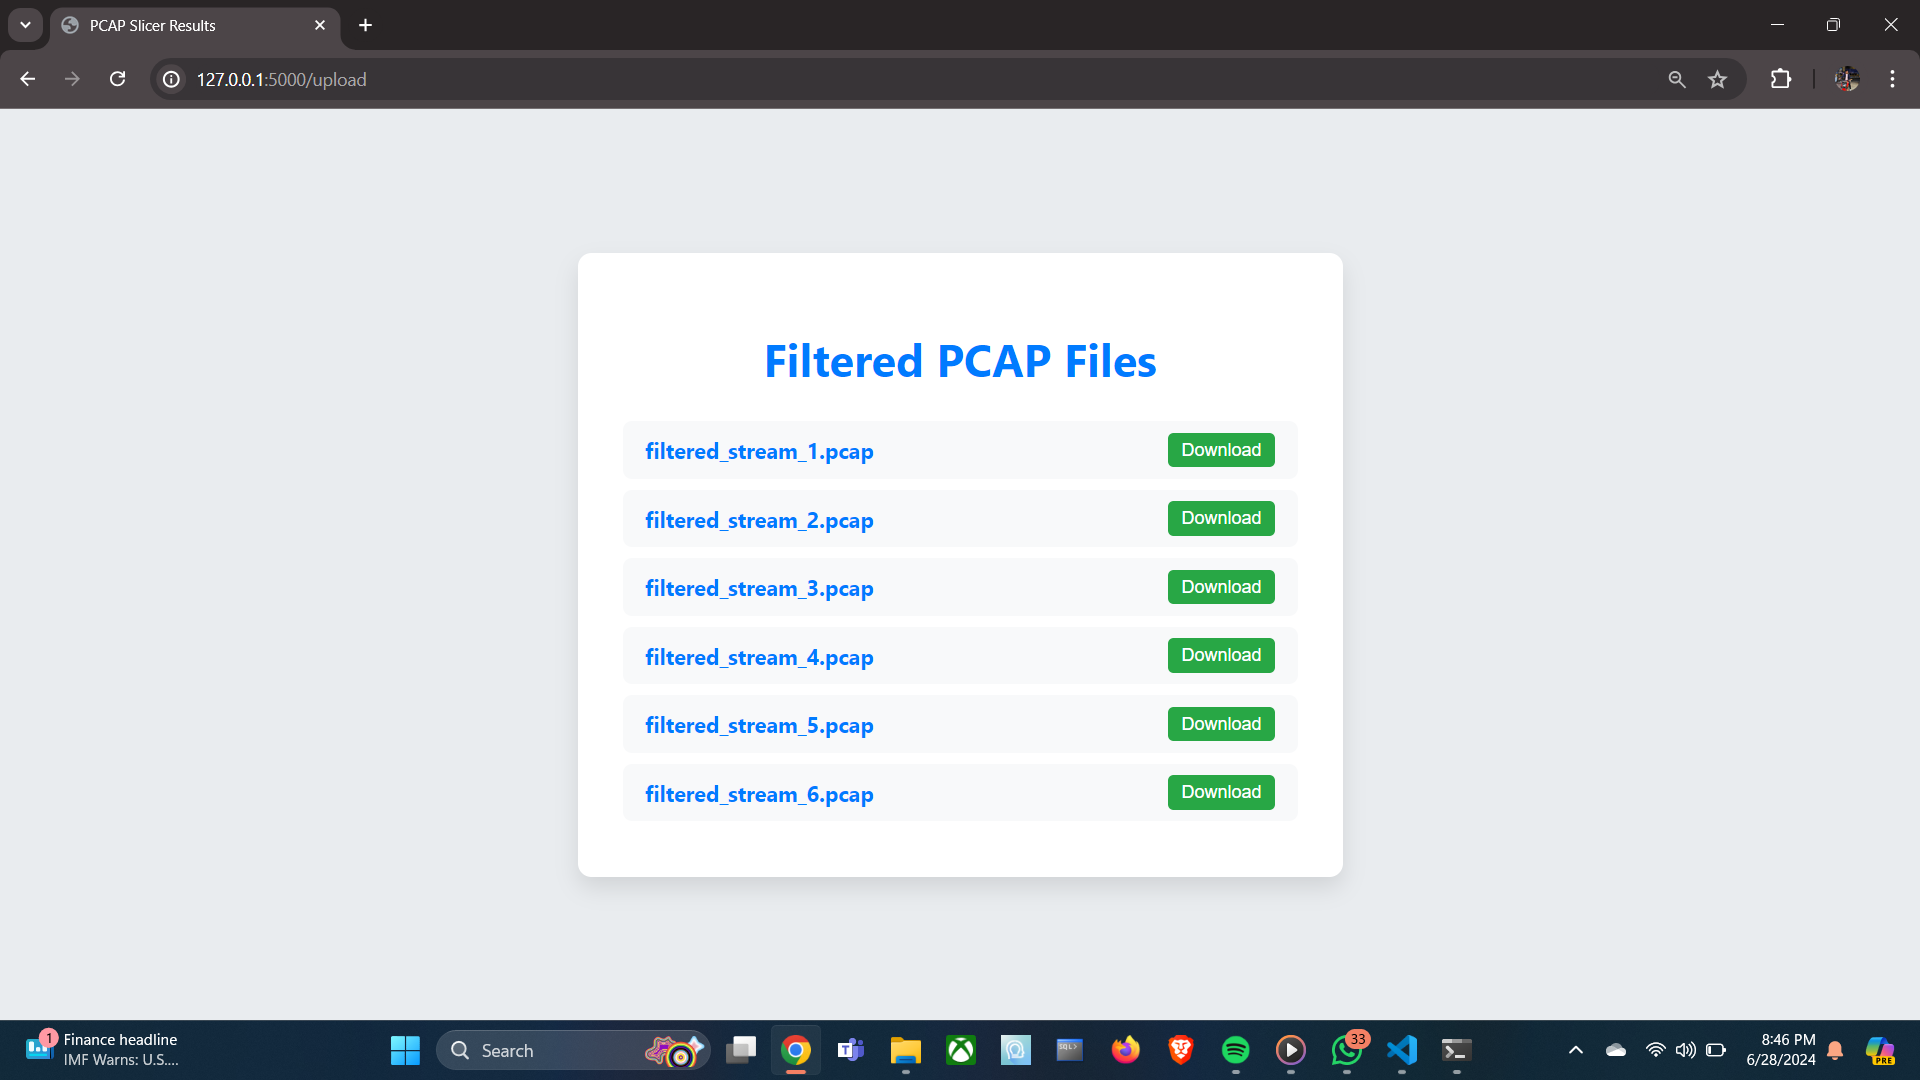 PCAP Slicer Results
127.0.0.1:5000/upload
Filtered PCAP Files
filtered_stream_1.pcap Download
filtered_stream_2.pcap Download
filtered_stream_3.pcap Download
filtered_stream_4.pcap Download
filtered_stream_5.pcap Download
filtered_stream_6.pcap Download
1
Finance headline
IMF Warns: U.S....
Search
T
SQL>
33
8:46 PM
6/28/2024
PRE